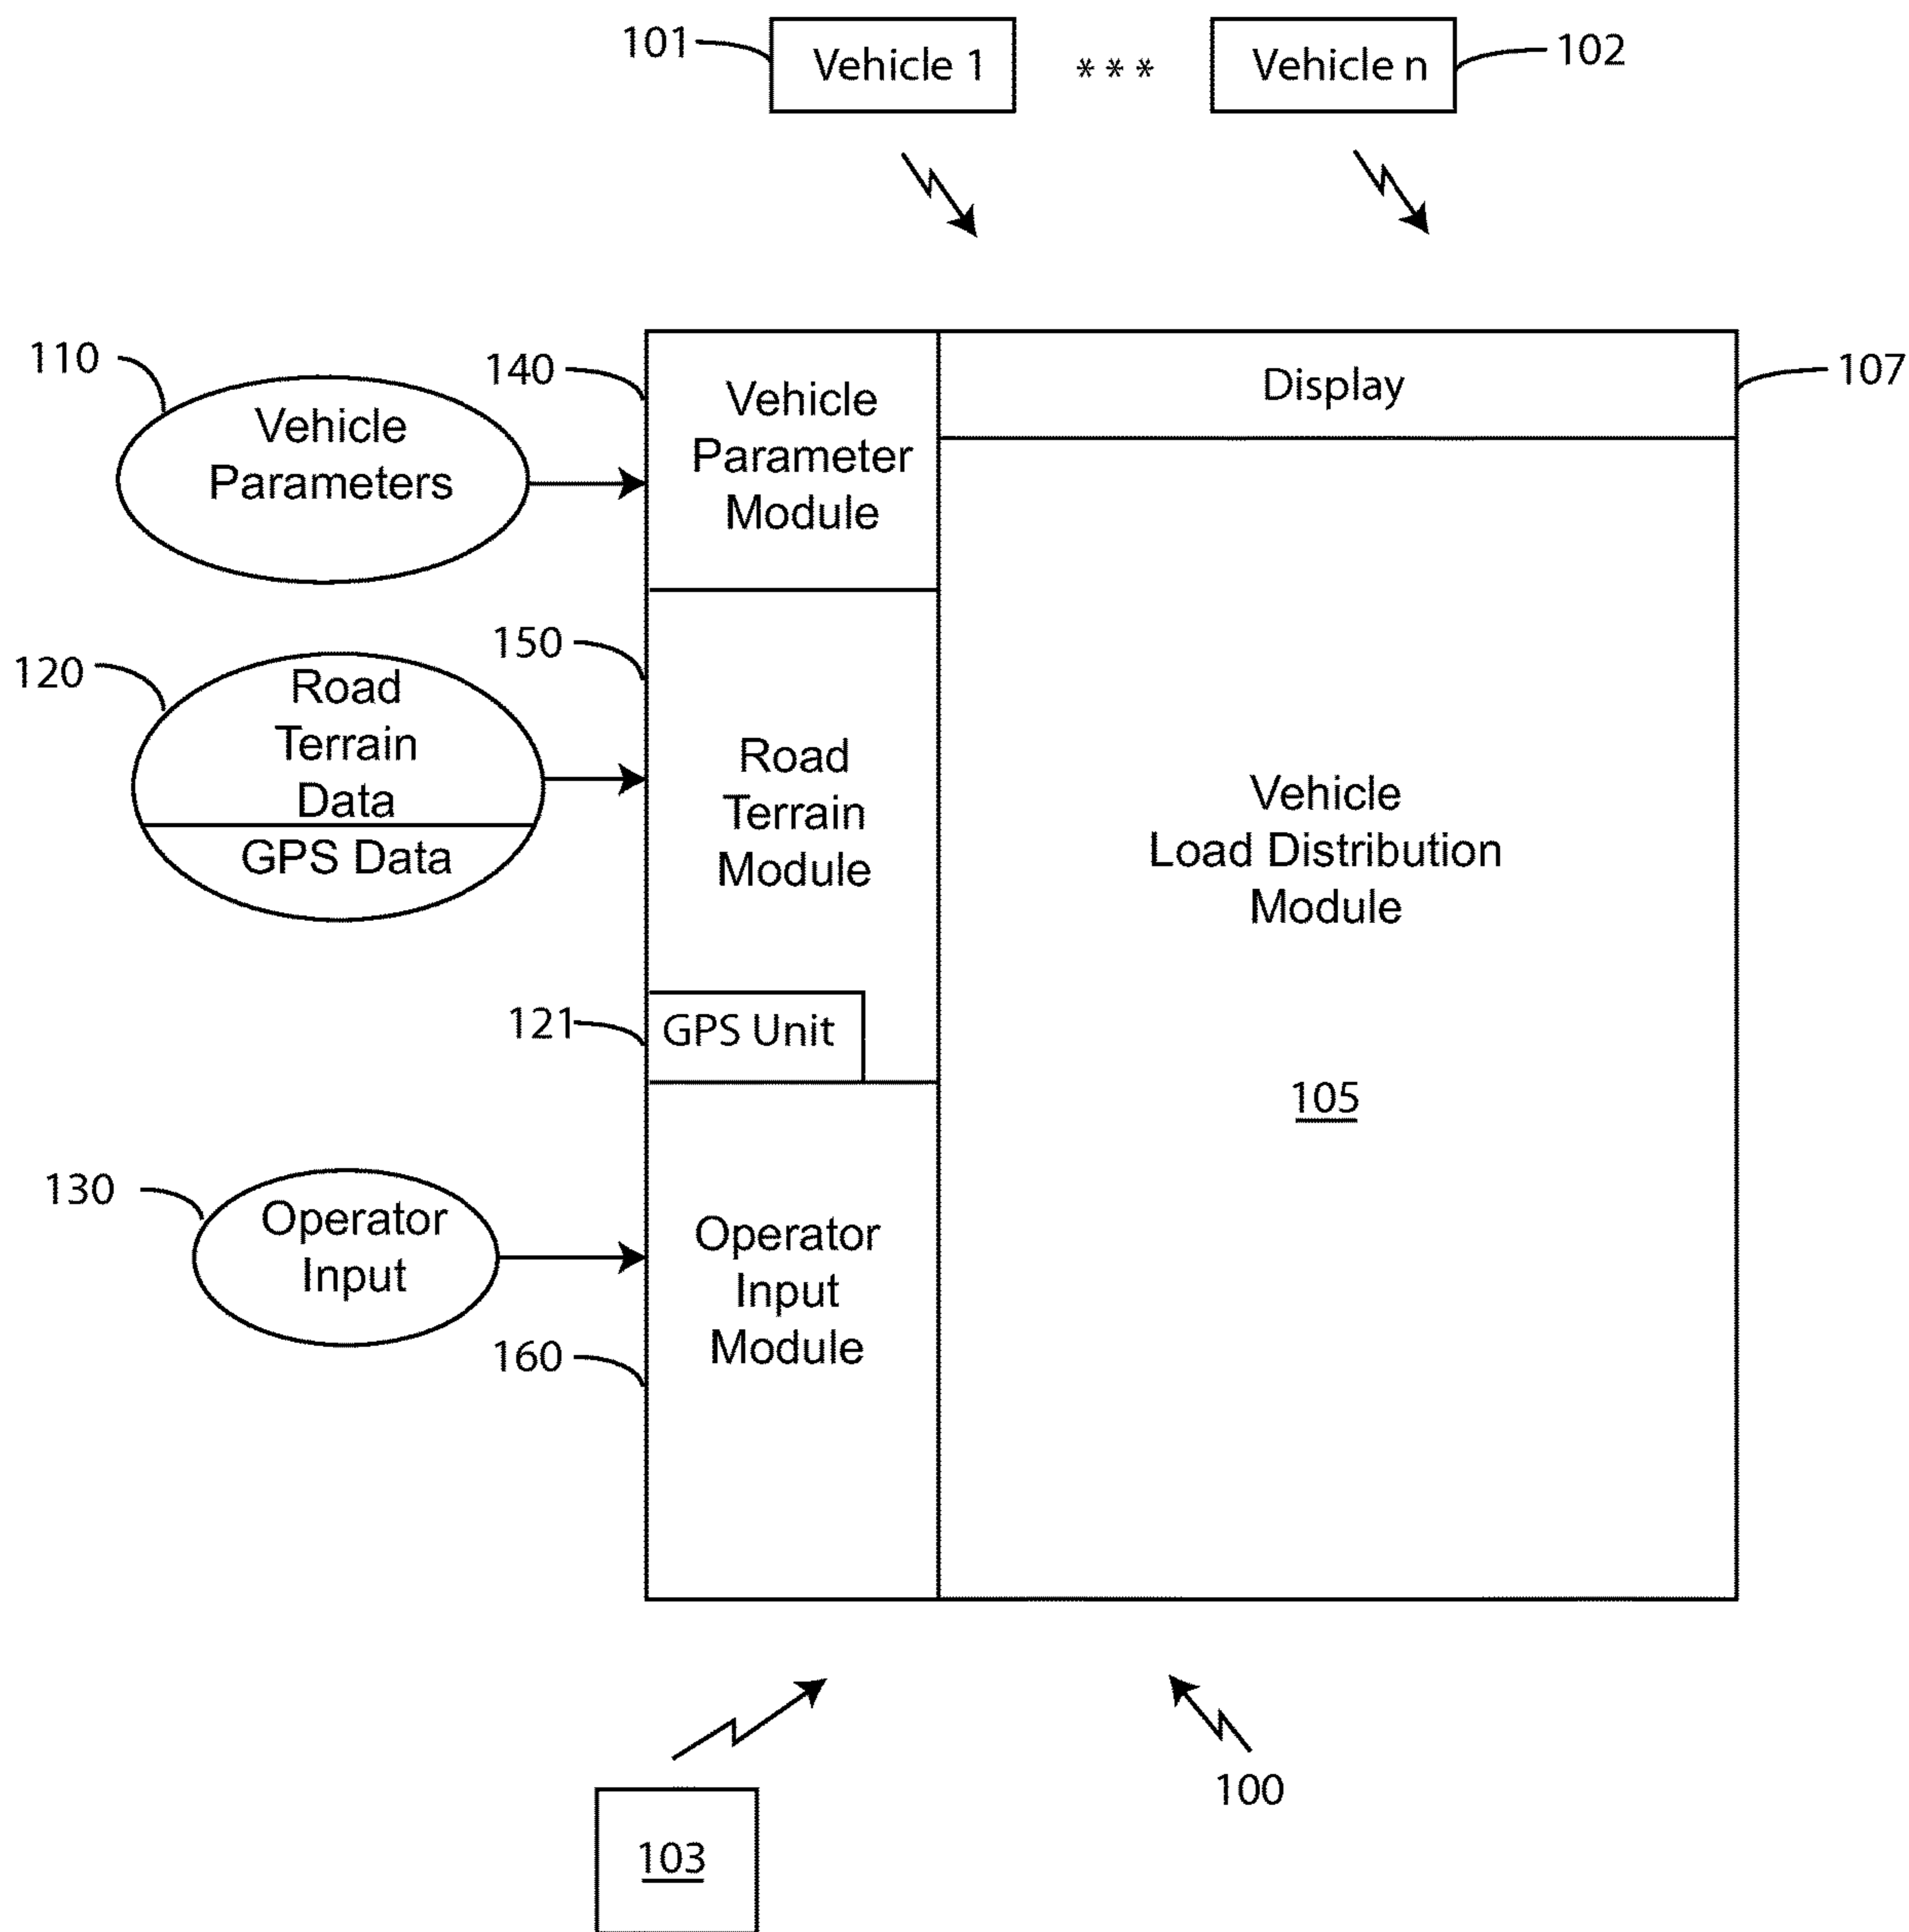 101
Vehicle 1
* * *
Vehicle n
102
110
Vehicle
Parameters
140
Vehicle
Parameter
Module
Display
107
120
Road
Terrain
Data
GPS Data
150
Road
Terrain
Module
Vehicle
Load Distribution
Module
105
121
GPS Unit
130
Operator
Input
160
Operator
Input
Module
103
100